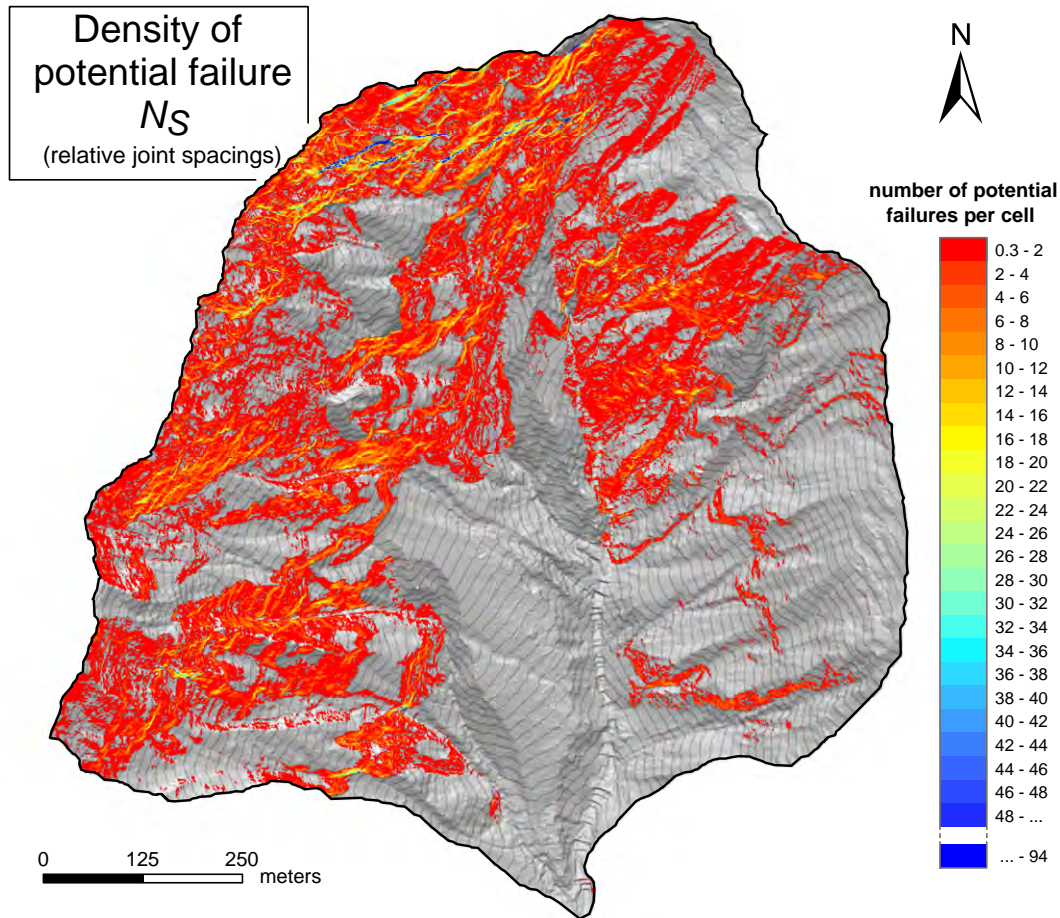 Density of
potential failure
NS
(relative joint spacings)
N
number of potential
failures per cell
0.3 - 2
2 - 4
4 - 6
6 - 8
8 - 10
10 - 12
12 - 14
14 - 16
16 - 18
18 - 20
20 - 22
22 - 24
24 - 26
26 - 28
28 - 30
30 - 32
32 - 34
34 - 36
36 - 38
38 - 40
40 - 42
42 - 44
44 - 46
46 - 48
48 - ...
... - 94
0 125 250
meters